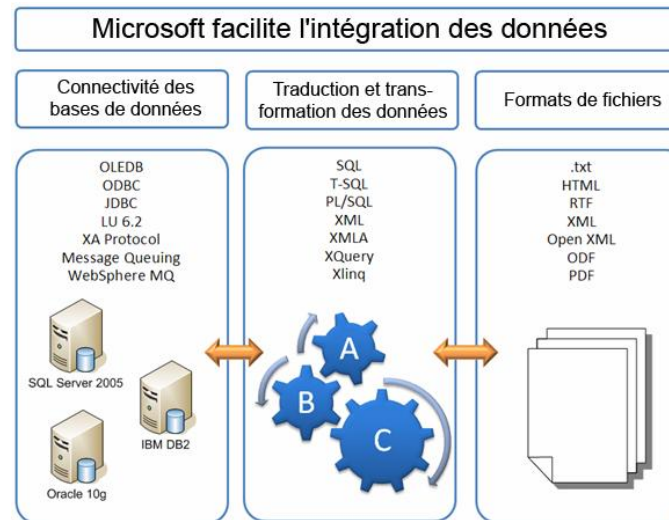 Microsoft facilite l'intégration des données
Connectivité des
bases de données
Traduction et trans-
formation des données
Formats de fichiers
OLEDB
ODBC
JDBC
LU 6.2
XA Protocol
Message Queuing
WebSphere MQ
SQL Server 2005
IBM DB2
Oracle 10g
SQL
T-SQL
PL/SQL
XML
XMLA
XQuery
Xlinq
A
B
C
.txt
HTML
RTF
XML
Open XML
ODF
PDF